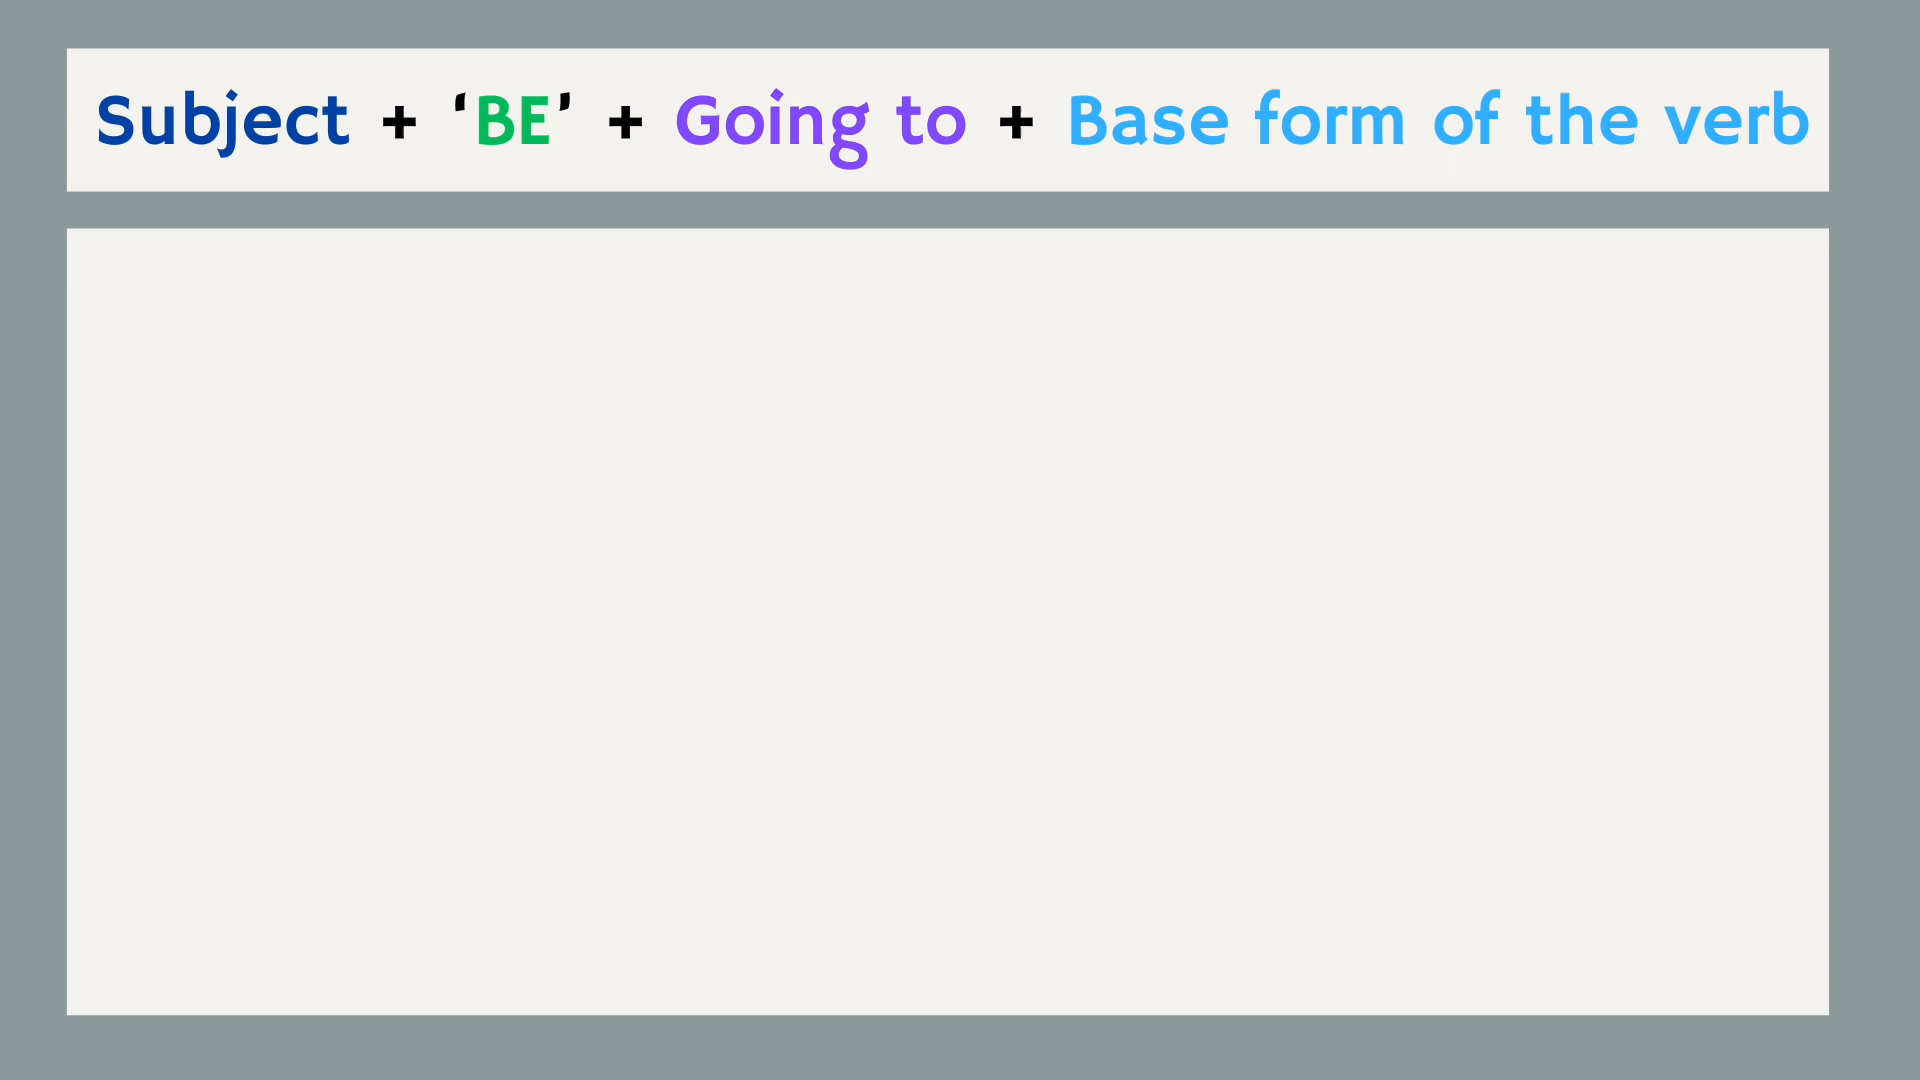 Subject + ‘BE’ + Going to + Base form of the verb